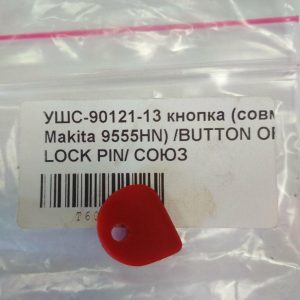 УШС-90121-13 кнопка (совм
Makita 9555HN) /BUTTON OF
LOCK PIN/ СОЮЗ